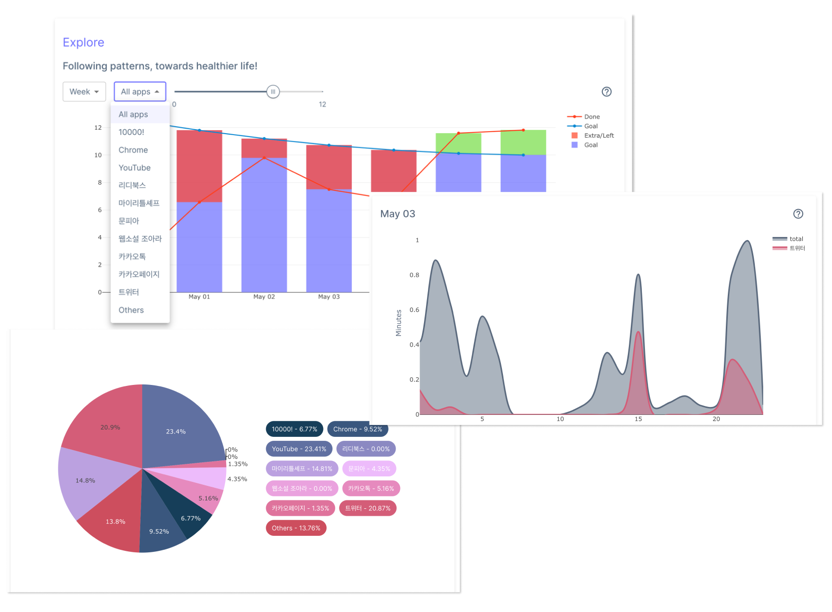 Explore
Following patterns, towards healthier life!
Week
All apps
0
12
Done
Goal
Extra/Left
Goal
12
10
8
6
4
2
0
All apps
10000!
Chrome
YouTube
리디북스
마이리틀셰프
문피아
웹소설 조아라
카카오톡
카카오페이지
트위터
Others
May 01
May 02
May 03
May 03
total
트위터
Minutes
1
0.8
0.6
0.4
0.2
0
5
10
15
20
20.9%
23.4%
0%
0%
1.35%
4.35%
5.16%
6.77%
9.52%
13.8%
14.8%
10000! - 6.77%
Chrome - 9.52%
YouTube - 23.41%
리디북스 - 0.00%
마이리틀셰프 - 14.81%
문피아 - 4.35%
웹소설 조아라 - 0.00%
카카오톡 - 5.16%
카카오페이지 - 1.35%
트위터 - 20.87%
Others - 13.76%